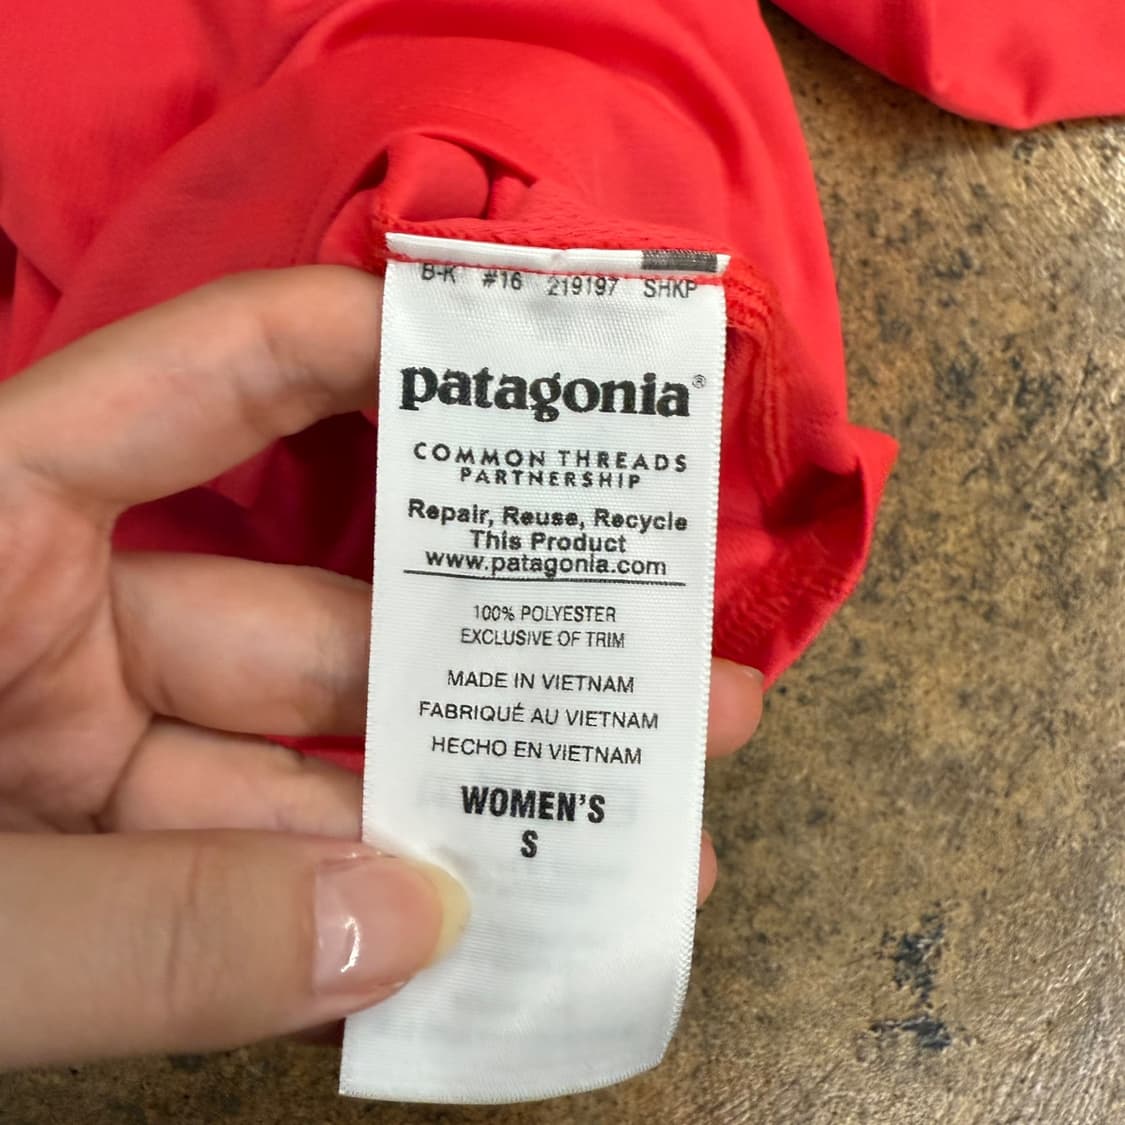 B-K #16 219197 SHKP
patagonia®
COMMON THREADS
PARTNERSHIP
Repair, Reuse, Recycle
This Product
www.patagonia.com
100% POLYESTER
EXCLUSIVE OF TRIM
MADE IN VIETNAM
FABRIQUÉ AU VIETNAM
HECHO EN VIETNAM
WOMEN'S
S